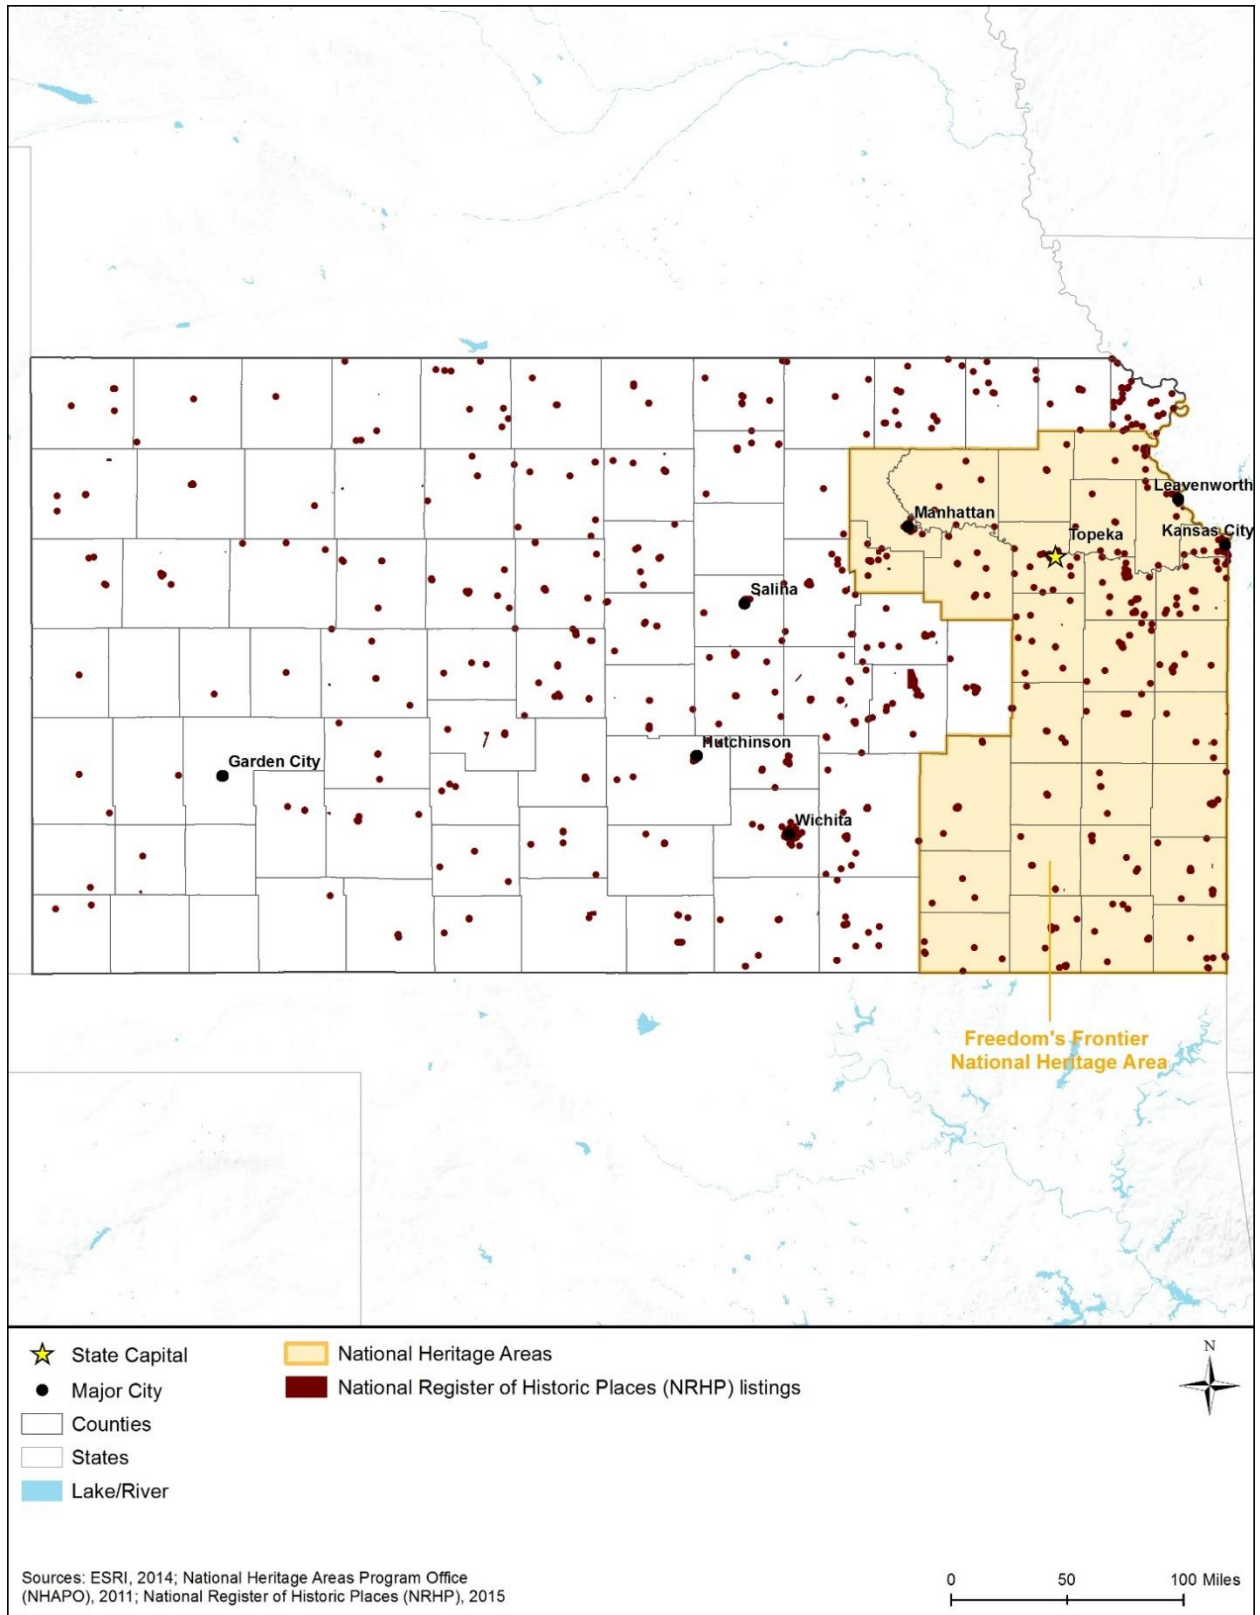 Leavenworth
Manhattan
Kansas City
Topeka
Salina
Hutchinson
Garden City
Wichita
Freedom's Frontier
National Heritage Area
State Capital
National Heritage Areas
N
Major City
National Register of Historic Places (NRHP) listings
Counties
States
Lake/River
Sources: ESRI, 2014; National Heritage Areas Program Office
(NHAPO), 2011; National Register of Historic Places (NRHP), 2015
0 50 100 Miles